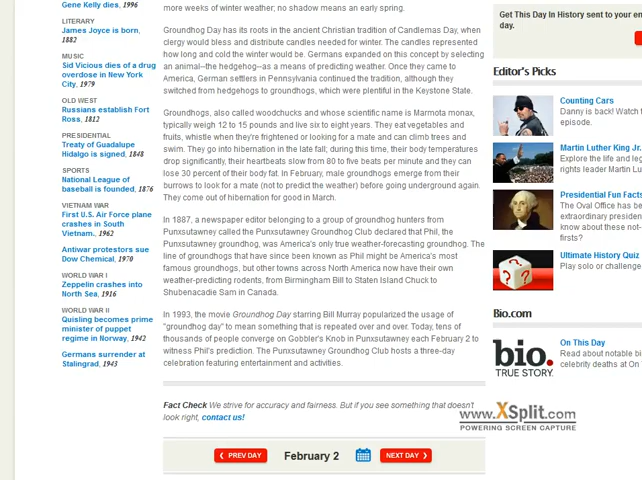 Gene Kelly dies, 1996
LITERARY
James Joyce is born,
1882
MUSIC
Sid Vicious dies of a drug
overdose in New York
City, 1979
OLD WEST
Russians establish Fort
Ross, 1812
PRESIDENTIAL
Treaty of Guadalupe
Hidalgo is signed, 1848
SPORTS
National League of
baseball is founded, 1876
VIETNAM WAR
First U.S. Air Force plane
crashes in South
Vietnam., 1962
Antiwar protestors sue
Dow Chemical, 1970
WORLD WAR I
Zeppelin crashes into
North Sea, 1916
WORLD WAR II
Quisling becomes prime
minister of puppet
regime in Norway, 1942
Germans surrender at
Stalingrad, 1943
more weeks of winter weather; no shadow means an early spring.
Groundhog Day has its roots in the ancient Christian tradition of Candlemas Day, when
clergy would bless and distribute candles needed for winter. The candles represented
how long and cold the winter would be. Germans expanded on this concept by selecting
an animal--the hedgehog--as a means of predicting weather. Once they came to
America, German settlers in Pennsylvania continued the tradition, although they
switched from hedgehogs to groundhogs, which were plentiful in the Keystone State.
Groundhogs, also called woodchucks and whose scientific name is Marmota monax,
typically weigh 12 to 15 pounds and live six to eight years. They eat vegetables and
fruits, whistle when they're frightened or looking for a mate and can climb trees and
swim. They go into hibernation in the late fall; during this time, their body temperatures
drop significantly, their heartbeats slow from 80 to five beats per minute and they can
lose 30 percent of their body fat. In February, male groundhogs emerge from their
burrows to look for a mate (not to predict the weather) before going underground again.
They come out of hibernation for good in March.
In 1887, a newspaper editor belonging to a group of groundhog hunters from
Punxsutawney called the Punxsutawney Groundhog Club declared that Phil, the
Punxsutawney groundhog, was America's only true weather-forecasting groundhog. The
line of groundhogs that have since been known as Phil might be America's most
famous groundhogs, but other towns across North America now have their own
weather-predicting rodents, from Birmingham Bill to Staten Island Chuck to
Shubenacadie Sam in Canada.
In 1993, the movie Groundhog Day starring Bill Murray popularized the usage of
"groundhog day" to mean something that is repeated over and over. Today, tens of
thousands of people converge on Gobbler's Knob in Punxsutawney each February 2 to
witness Phil's prediction. The Punxsutawney Groundhog Club hosts a three-day
celebration featuring entertainment and activities.
Fact Check We strive for accuracy and fairness. But if you see something that doesn't
look right, contact us!
PREV DAY
February 2
NEXT DAY
Get This Day In History sent to your
day.
Editor's Picks
Counting Cars
Danny is back! Watch
episode.
Martin Luther King Jr.
Explore the life and
rights leader Martin
Presidential Fun Facts
The Oval Office has
extraordinary
know about these not-
firsts?
Ultimate History Quiz
Play solo or challenge
Bio.com
bio.
TRUE STORY.
On This Day
Read about notable
celebrity deaths at On
www.XSplit.com
POWERING SCREEN CAPTURE